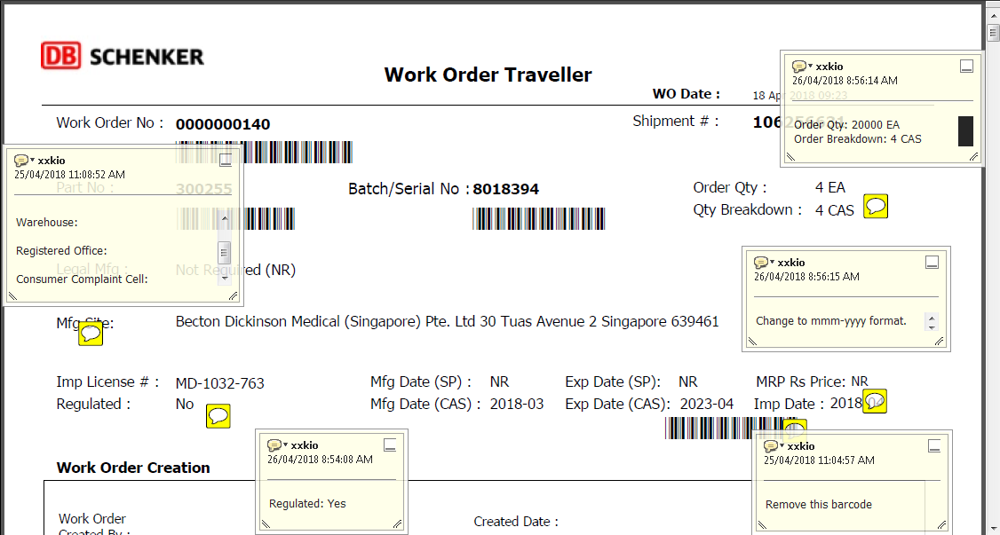 DB SCHENKER
Work Order Traveller
WO Date : 18 Apr 2018 09:23
Work Order No : 0000000140
Shipment # :
xxkio
26/04/2018 8:56:14 AM
Order Qty: 20000 EA
Order Breakdown: 4 CAS
xxkio
25/04/2018 11:08:52 AM
Warehouse:
Registered Office:
Consumer Complaint Cell:
Part No : 300255
Batch/Serial No : 8018394
Order Qty : 4 EA
Qty Breakdown : 4 CAS
Legal Mfg : Not Required (NR)
xxkio
26/04/2018 8:56:15 AM
Change to mmm-yyyy format.
Mfg Site: Becton Dickinson Medical (Singapore) Pte. Ltd 30 Tuas Avenue 2 Singapore 639461
Imp License # : MD-1032-763
Mfg Date (SP) : NR
Exp Date (SP): NR
MRP Rs Price: NR
Regulated : No
Mfg Date (CAS) : 2018-03
Exp Date (CAS): 2023-04
Imp Date : 2018-04
xxkio
26/04/2018 8:54:08 AM
Regulated: Yes
xxkio
25/04/2018 11:04:57 AM
Remove this barcode
Work Order Creation
Work Order
Created By :
Created Date :